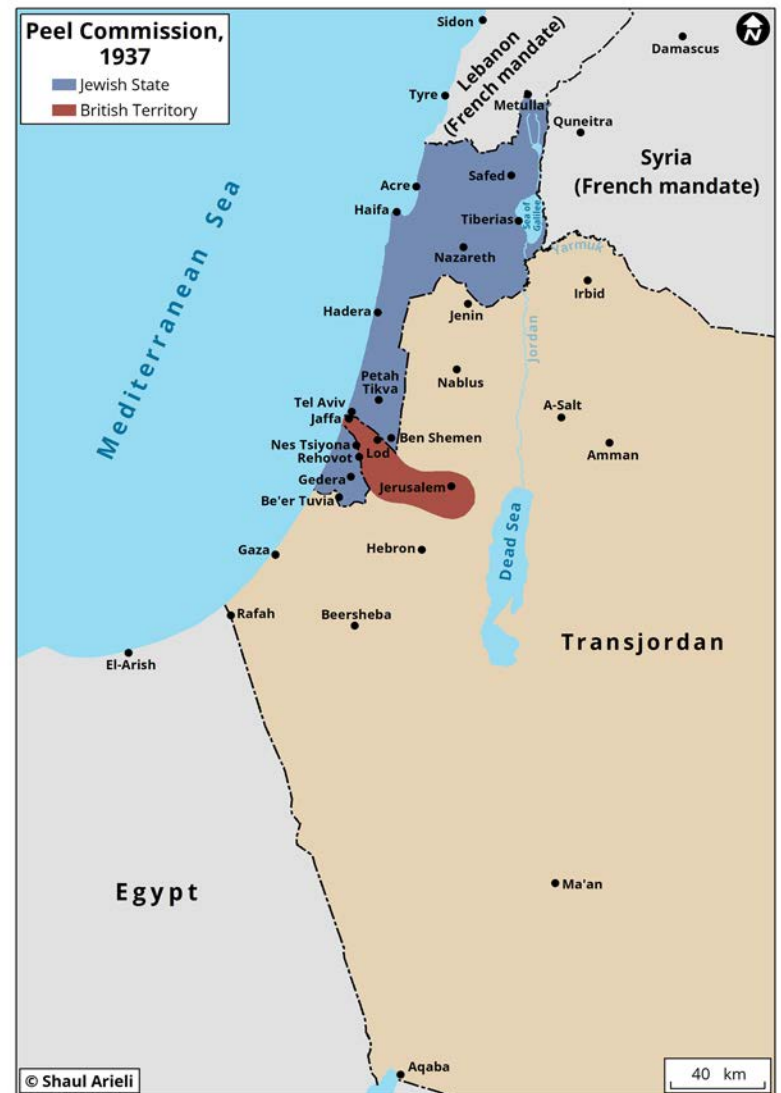 Peel Commission,
1937
Jewish State
British Territory
N
Sidon
Damascus
Lebanon
(French mandate)
Tyre
Metulla
Quneitra
Syria
(French mandate)
Acre
Safed
Haifa
Tiberias
Sea of
Galilee
Nazareth
Yarmuk
Irbid
Mediterranean Sea
Hadera
Jenin
Jordan
Petah
Tikva
Nablus
Tel Aviv
Jaffa
A-Salt
Nes Tsiyona
Ben Shemen
Amman
Rehovot
Lod
Gedera
Jerusalem
Be'er Tuvia
Dead Sea
Gaza
Hebron
Rafah
Beersheba
Transjordan
El-Arish
Egypt
Ma'an
Aqaba
© Shaul Arieli
40 km